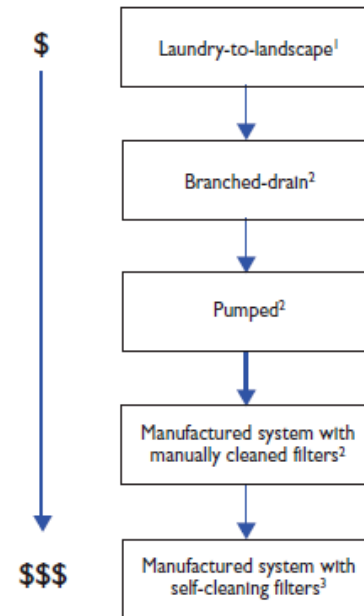 $
Laundry-to-landscape¹
Branched-drain²
Pumped²
Manufactured system with
manually cleaned filters²
$$$
Manufactured system with
self-cleaning filters³